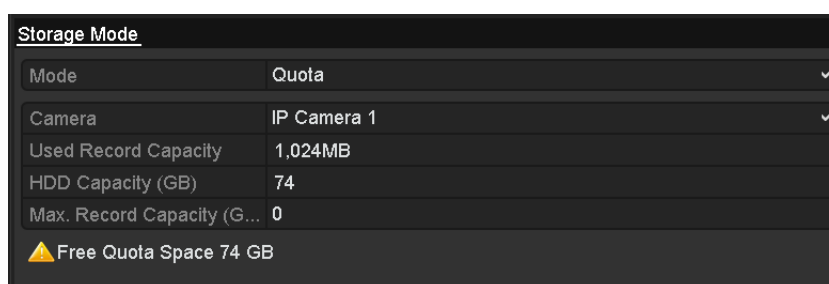 Storage Mode
Mode Quota
Camera IP Camera 1
Used Record Capacity 1,024MB
HDD Capacity (GB) 74
Max. Record Capacity (G... 0
Free Quota Space 74 GB